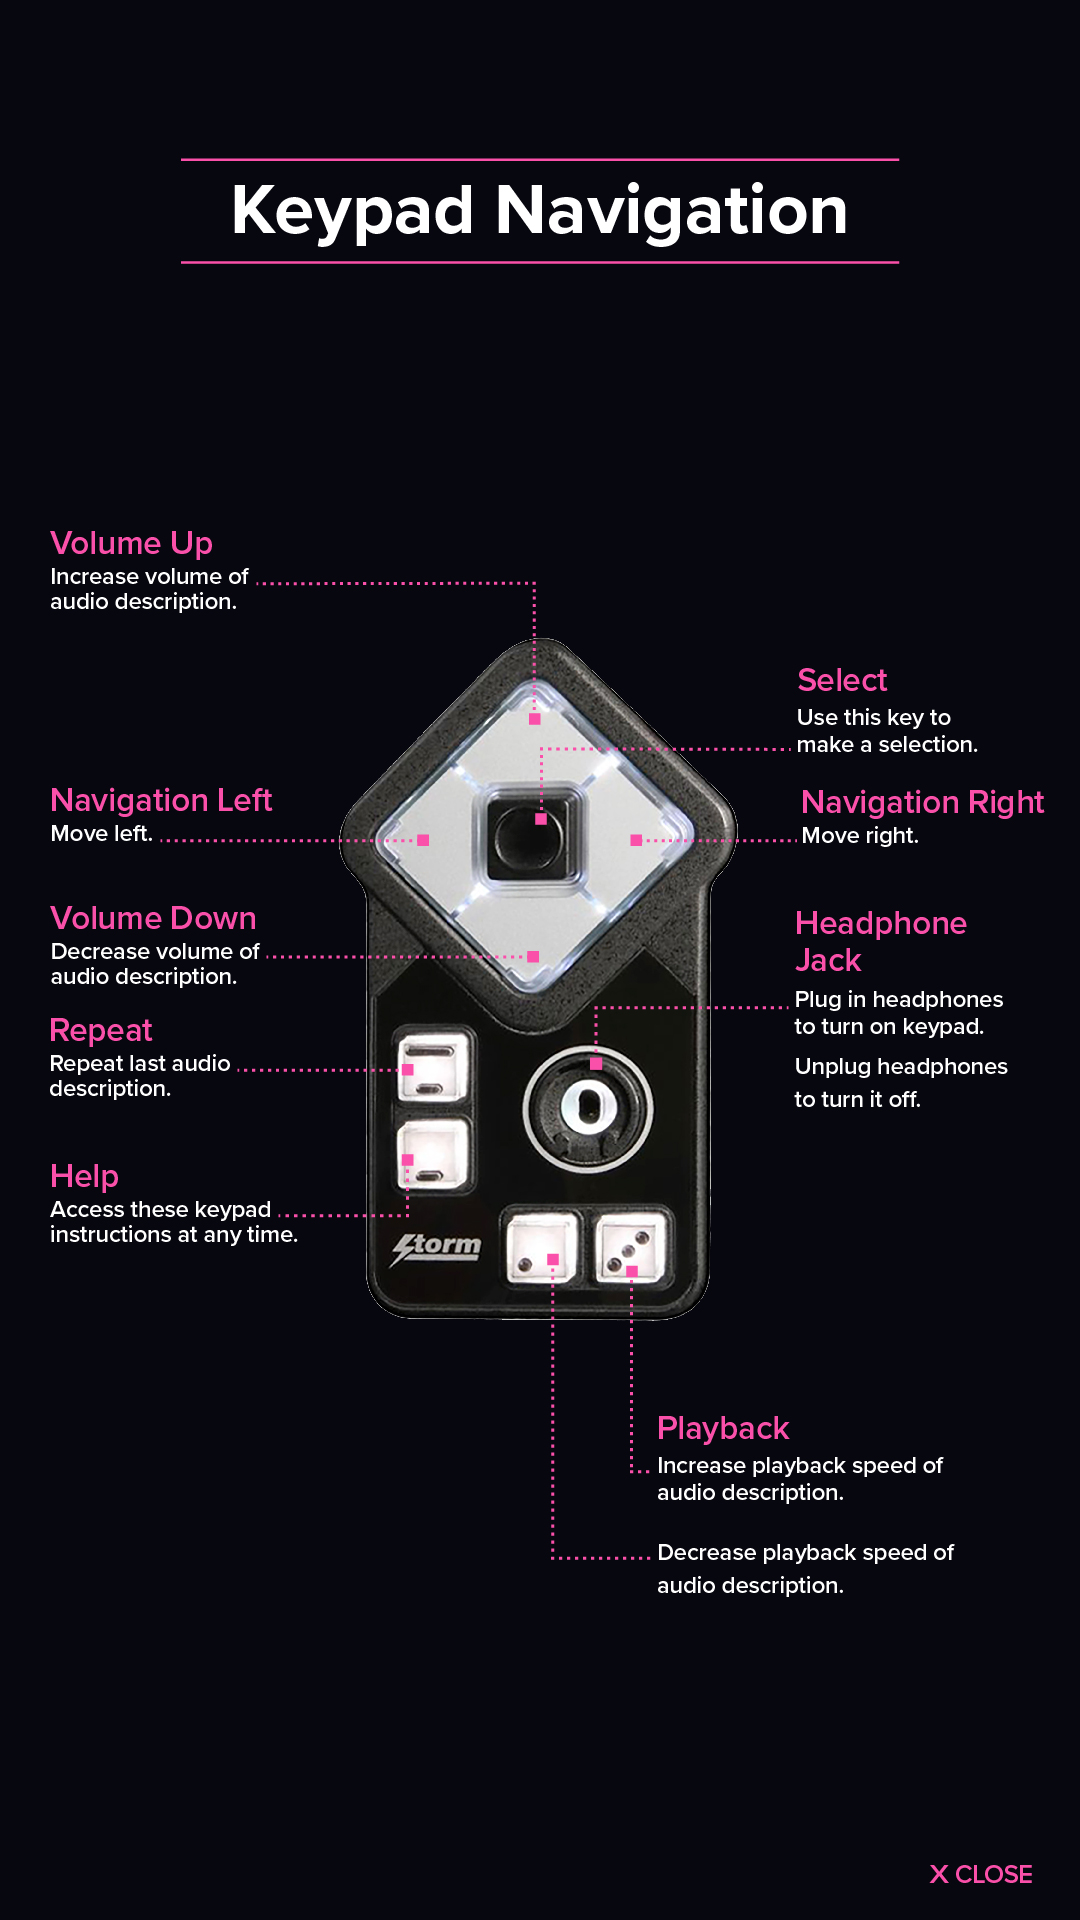 Keypad Navigation
Volume Up
Increase volume of
audio description.
Select
Use this key to
make a selection.
Navigation Left
Move left.
Navigation Right
Move right.
Volume Down
Decrease volume of
audio description.
Headphone
Jack
Plug in headphones
to turn on keypad.
Unplug headphones
to turn it off.
Repeat
Repeat last audio
description.
Help
Access these keypad
instructions at any time.
Storm
Playback
Increase playback speed of
audio description.
Decrease playback speed of
audio description.
X CLOSE